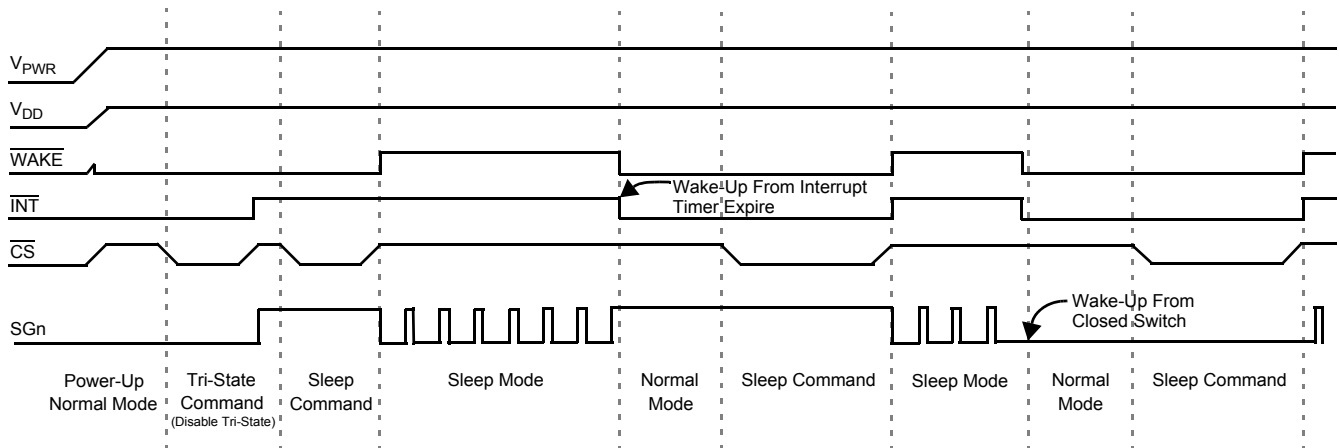 VPWR
VDD
WAKE
Wake-Up From Interrupt
Timer Expire
INT
CS
Wake-Up From
Closed Switch
SGn
Power-Up
Normal Mode
Tri-State
Command
(Disable Tri-State)
Sleep
Command
Sleep Mode
Normal
Mode
Sleep Command
Sleep Mode
Normal
Mode
Sleep Command